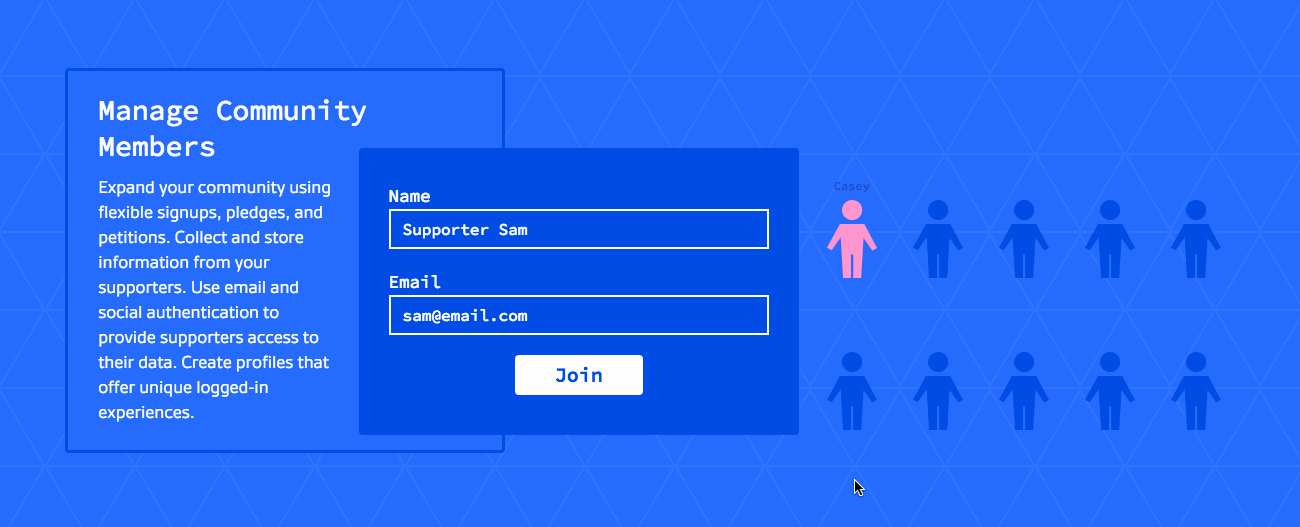 Manage Community
Members
Expand your community using
flexible signups, pledges, and
petitions. Collect and store
information from your
supporters. Use email and
social authentication to
provide supporters access to
their data. Create profiles that
offer unique logged-in
experiences.
Name
Supporter Sam
Email
sam@email.com
Join
Casey